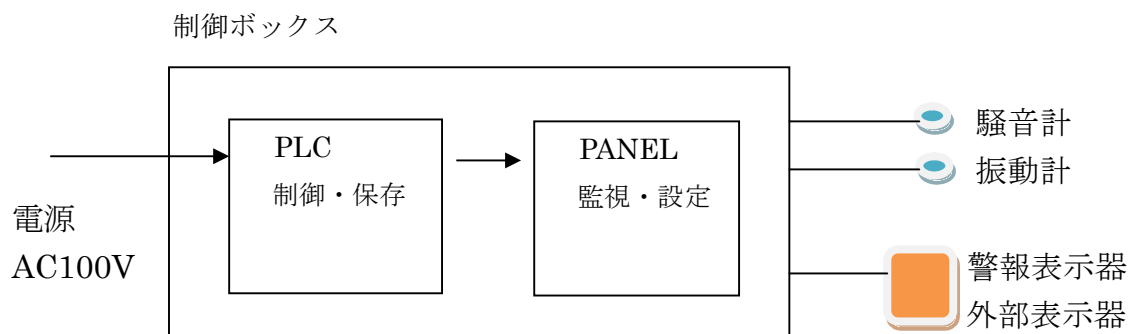 制御ボックス
PLC
制御・保存
PANEL
監視・設定
騒音計
振動計
電源
AC100V
警報表示器
外部表示器